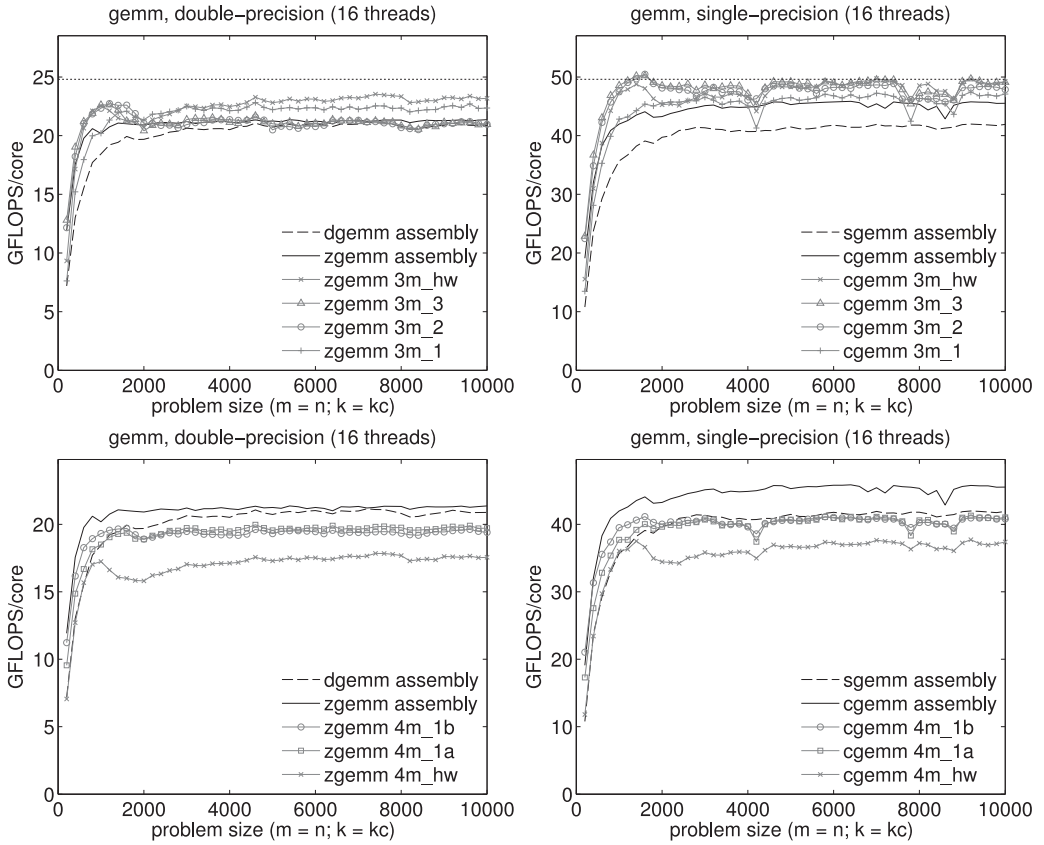 gemm, double−precision (16 threads)
25
20
15
10
5
0
GFLOPS/core
dgemm assembly
zgemm assembly
zgemm 3m_hw
zgemm 3m_3
zgemm 3m_2
zgemm 3m_1
0 2000 4000 6000 8000 10000
problem size (m = n; k = kc)
gemm, single−precision (16 threads)
50
40
30
20
10
0
GFLOPS/core
sgemm assembly
cgemm assembly
cgemm 3m_hw
cgemm 3m_3
cgemm 3m_2
cgemm 3m_1
0 2000 4000 6000 8000 10000
problem size (m = n; k = kc)
gemm, double−precision (16 threads)
20
15
10
5
0
GFLOPS/core
dgemm assembly
zgemm assembly
zgemm 4m_1b
zgemm 4m_1a
zgemm 4m_hw
0 2000 4000 6000 8000 10000
problem size (m = n; k = kc)
gemm, single−precision (16 threads)
40
30
20
10
0
GFLOPS/core
sgemm assembly
cgemm assembly
cgemm 4m_1b
cgemm 4m_1a
cgemm 4m_hw
0 2000 4000 6000 8000 10000
problem size (m = n; k = kc)